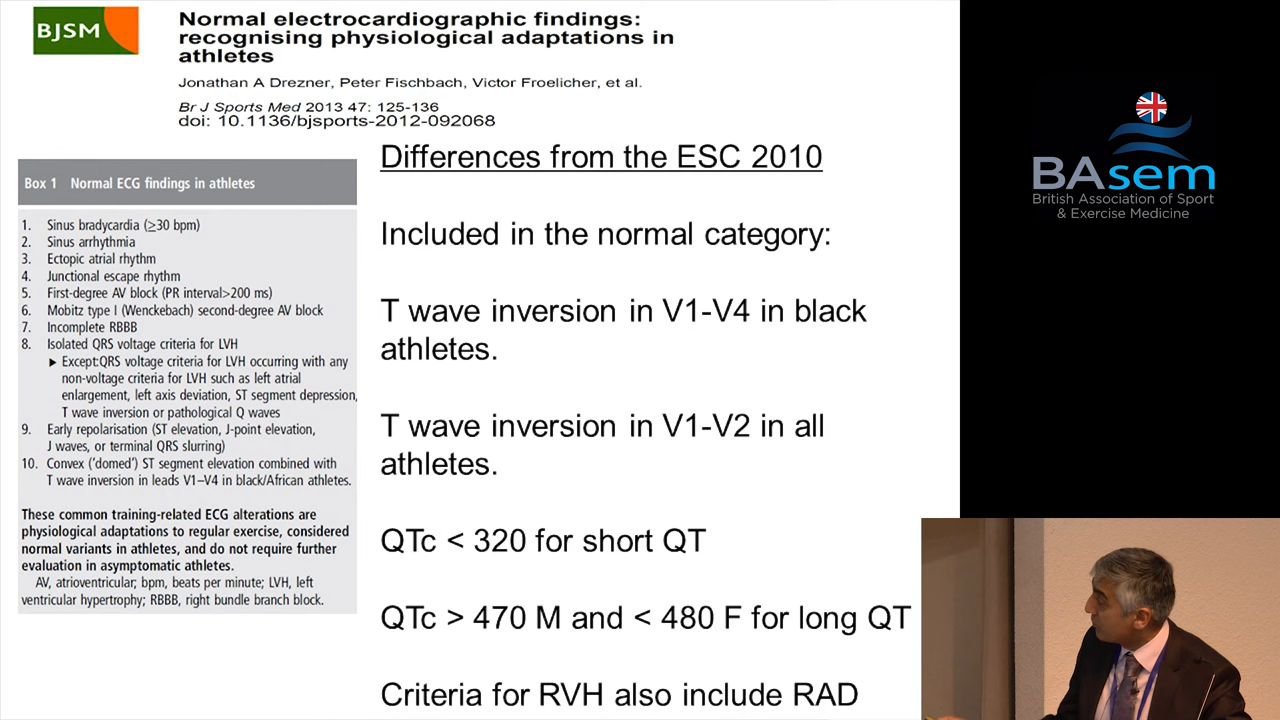 BJSM
Normal electrocardiographic findings:
recognising physiological adaptations in
athletes
Jonathan A Drezner, Peter Fischbach, Victor Froelicher, et al.
Br J Sports Med 2013 47: 125-136
doi: 10.1136/bjsports-2012-092068
Box 1 Normal ECG findings in athletes
1. Sinus bradycardia (≥30 bpm)
2. Sinus arrhythmia
3. Ectopic atrial rhythm
4. Junctional escape rhythm
5. First-degree AV block (PR interval>200 ms)
6. Mobitz type I (Wenckebach) second-degree AV block
7. Incomplete RBBB
8. Isolated QRS voltage criteria for LVH
▶ Except:QRS voltage criteria for LVH occurring with any
non-voltage criteria for LVH such as left atrial
enlargement, left axis deviation, ST segment depression,
T wave inversion or pathological Q waves
9. Early repolarisation (ST elevation, J-point elevation,
J waves, or terminal QRS slurring)
10. Convex ('domed') ST segment elevation combined with
T wave inversion in leads V1–V4 in black/African athletes.
These common training-related ECG alterations are
physiological adaptations to regular exercise, considered
normal variants in athletes, and do not require further
evaluation in asymptomatic athletes.
AV, atrioventricular; bpm, beats per minute; LVH, left
ventricular hypertrophy; RBBB, right bundle branch block.
Differences from the ESC 2010
Included in the normal category:
T wave inversion in V1-V4 in black
athletes.
T wave inversion in V1-V2 in all
athletes.
QTc < 320 for short QT
QTc > 470 M and < 480 F for long QT
Criteria for RVH also include RAD
BAsem
British Association of Sport
& Exercise Medicine